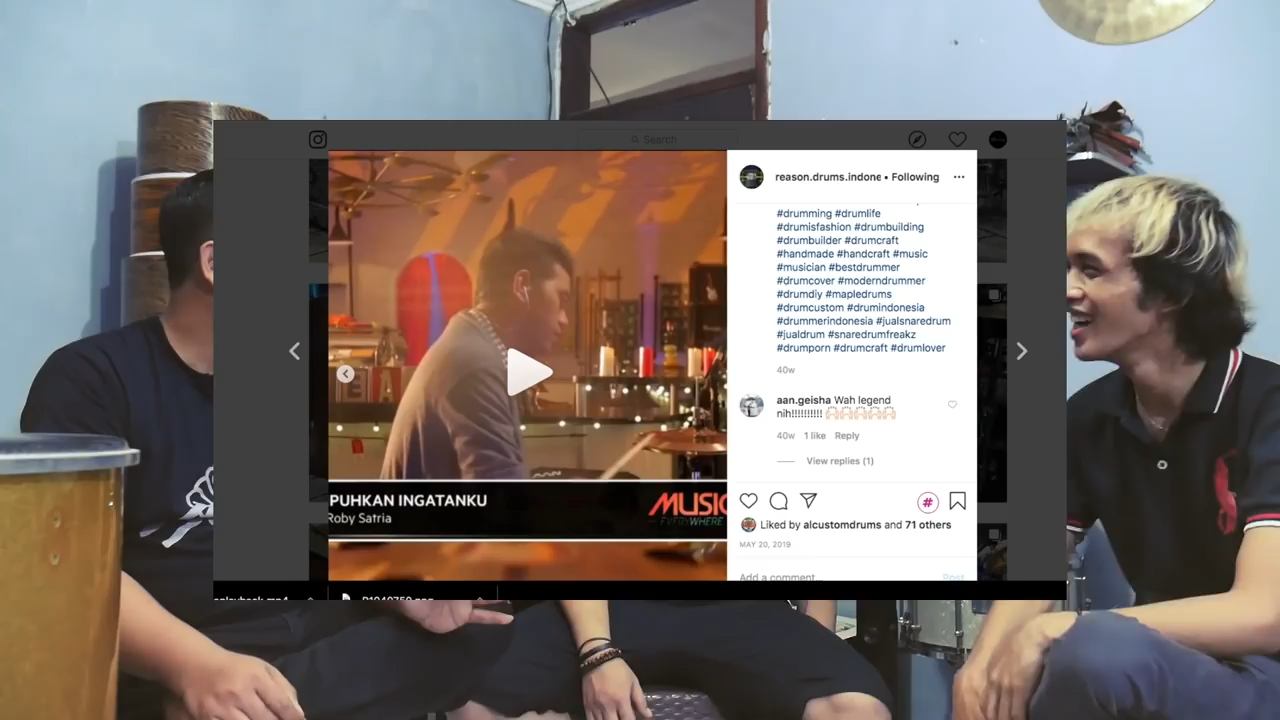 Search
reason.drums.indone • Following
#drumming #drumlife
#drumisfashion #drumbuilding
#drumbuilder #drumcraft
#handmade #handcraft #music
#musician #bestdrummer
#drumcover #moderndrummer
#drumdiy #mapledrums
#drumcustom #drumindonesia
#drummerindonesia #jualsnaredrum
#jualdrum #snaredrumfreakz
#drumporn #drumcraft #drumlover
40w
aan.geisha Wah legend
nih!!!!!!!!!! 🙌🏻🙌🏻🙌🏻🙌🏻🙌🏻
40w 1 like Reply
View replies (1)
Liked by alcustomdrums and 71 others
MAY 20, 2019
Add a comment...
Post
PUHKAN INGATANKU
Roby Satria
MUSIC
EVERYWHERE